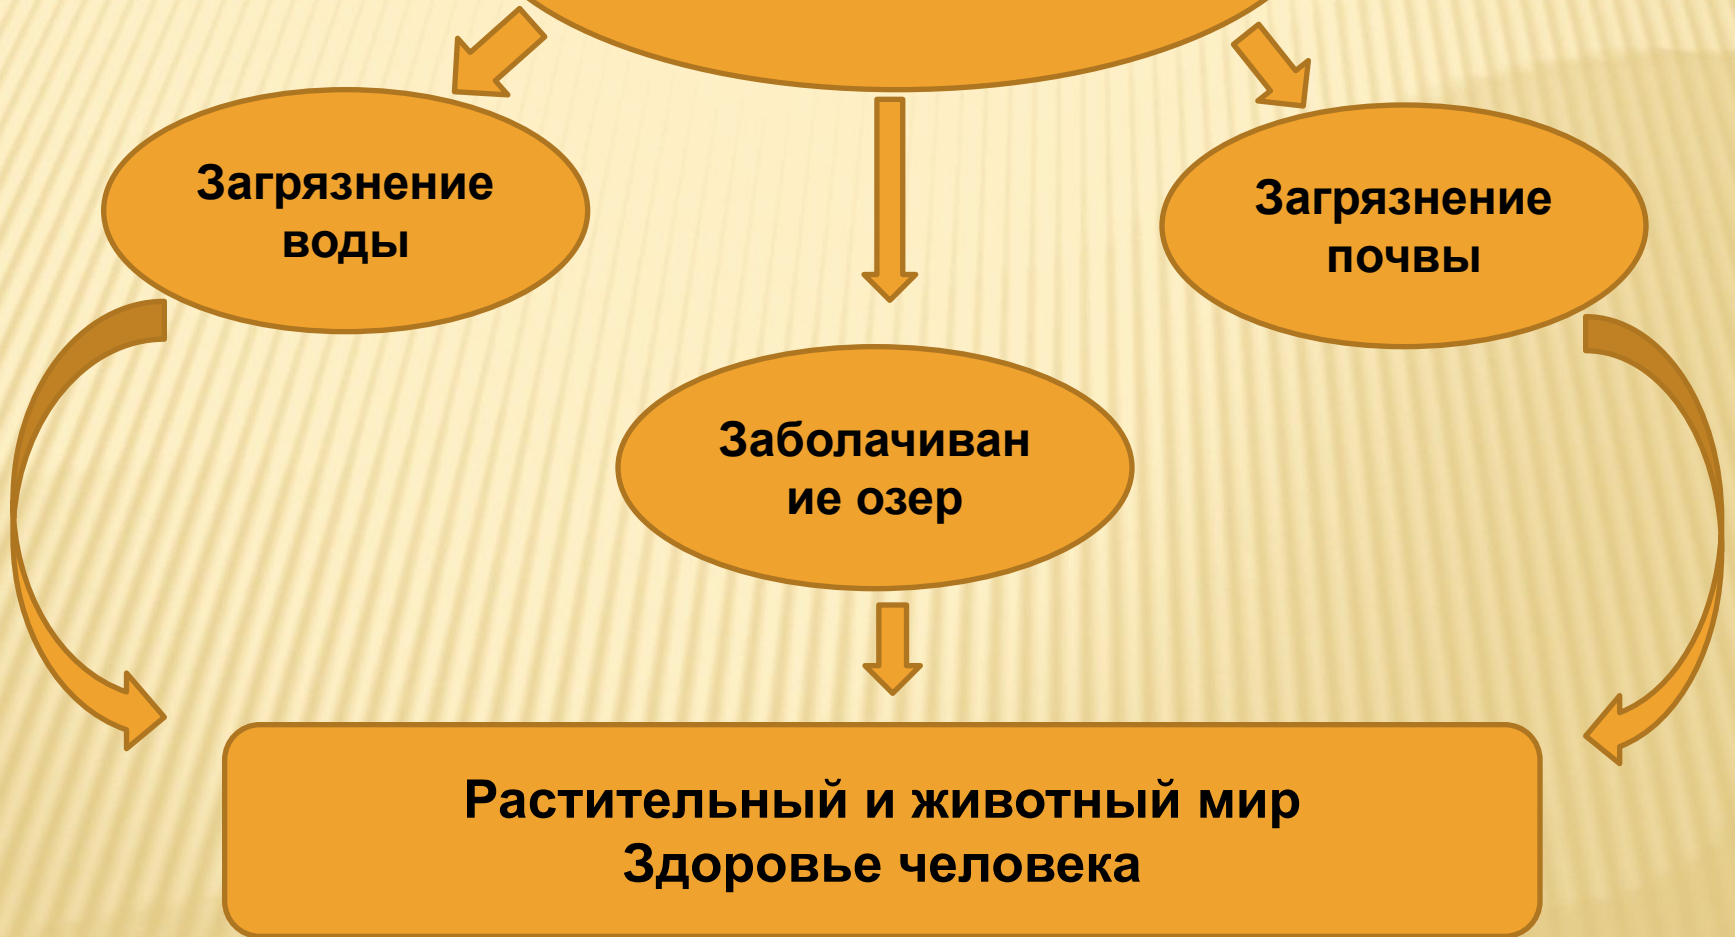 Загрязнение
воды
Загрязнение
почвы
Заболачиван
ие озер
Растительный и животный мир
Здоровье человека